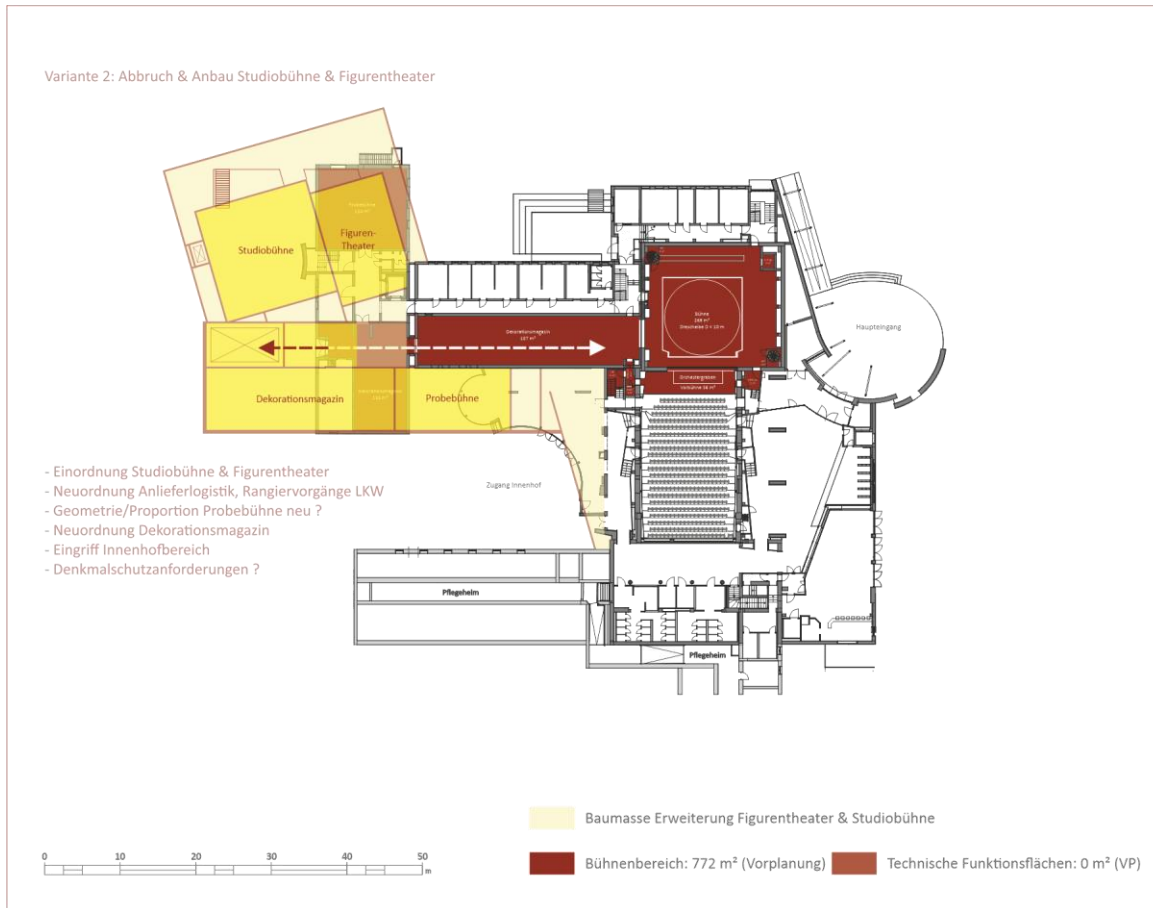 Variante 2: Abbruch & Anbau Studiobühne & Figurentheater
Studiobühne
Figuren-
Theater
Dekorationsmagazin
Bühne
Haupteingang
Orchestergraben
Dekorationsmagazin
Probebühne
- Einordnung Studiobühne & Figurentheater
- Neuordnung Anlieferlogistik, Rangiervorgänge LKW
- Geometrie/Proportion Probebühne neu ?
- Neuordnung Dekorationsmagazin
- Eingriff Innenhofbereich
- Denkmalschutzanforderungen ?
Zugang Innenhof
Pflegeheim
Pflegeheim
Baumasse Erweiterung Figurentheater & Studiobühne
Bühnenbereich: 772 m² (Vorplanung)
Technische Funktionsflächen: 0 m² (VP)
0 10 20 30 40 50
m